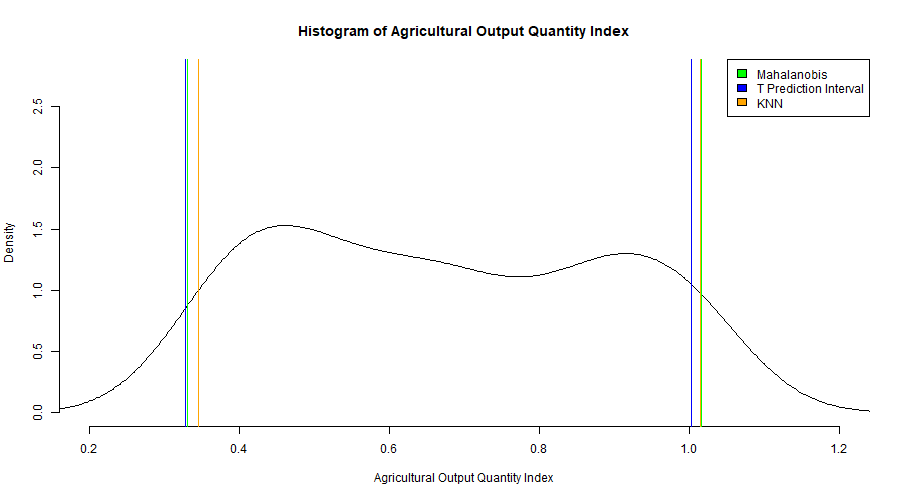 Histogram of Agricultural Output Quantity Index
Mahalanobis
T Prediction Interval
KNN
Density
2.5
2.0
1.5
1.0
0.5
0.0
0.2 0.4 0.6 0.8 1.0 1.2
Agricultural Output Quantity Index